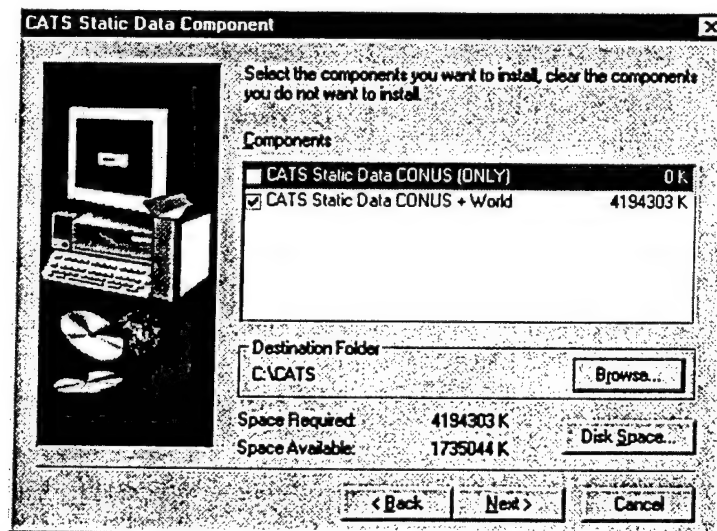 CATS Static Data Component
Select the components you want to install, clear the components
you do not want to install.
Components
CATS Static Data CONUS (ONLY) 0 K
CATS Static Data CONUS + World 4194303 K
Destination Folder
C:\CATS
Browse...
Space Required: 4194303 K
Space Available: 1735044 K
Disk Space...
< Back
Next >
Cancel